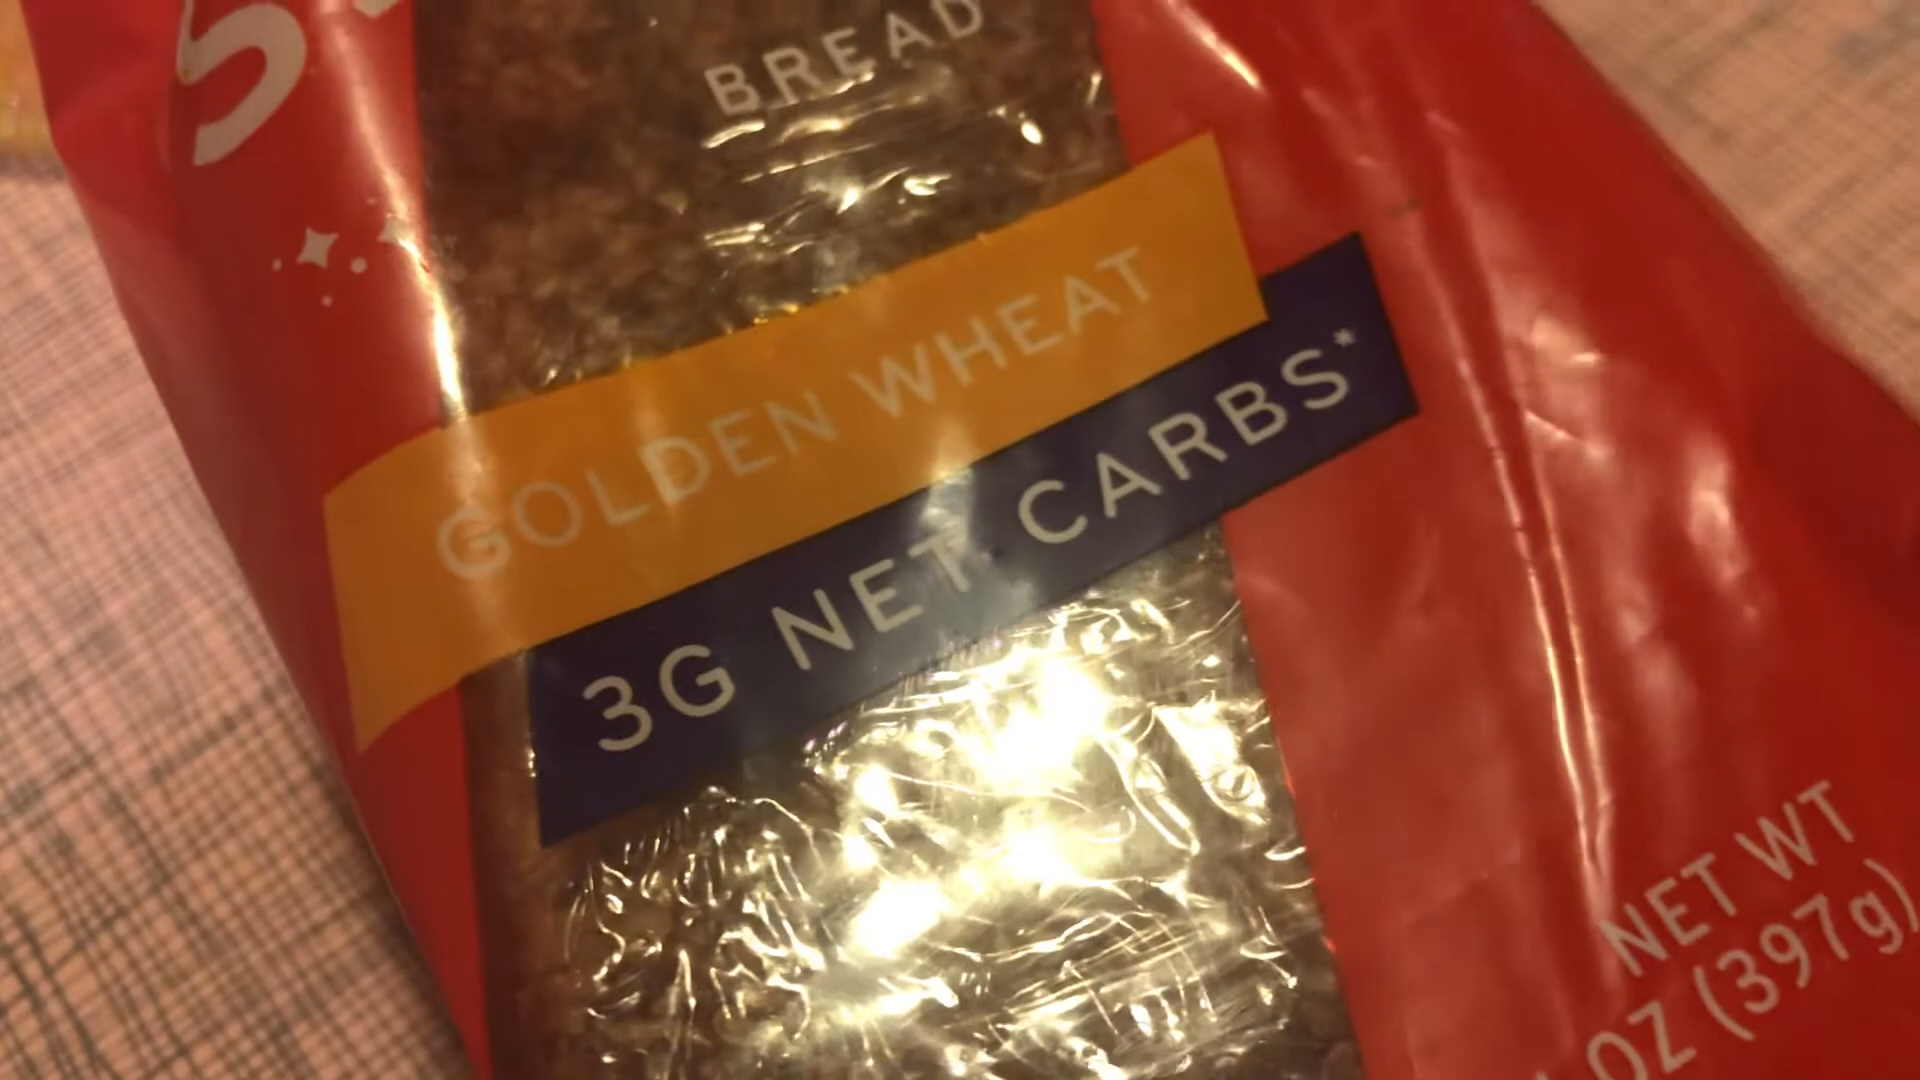 BREAD
GOLDEN WHEAT
3G NET CARBS*
NET WT
OZ (397g)